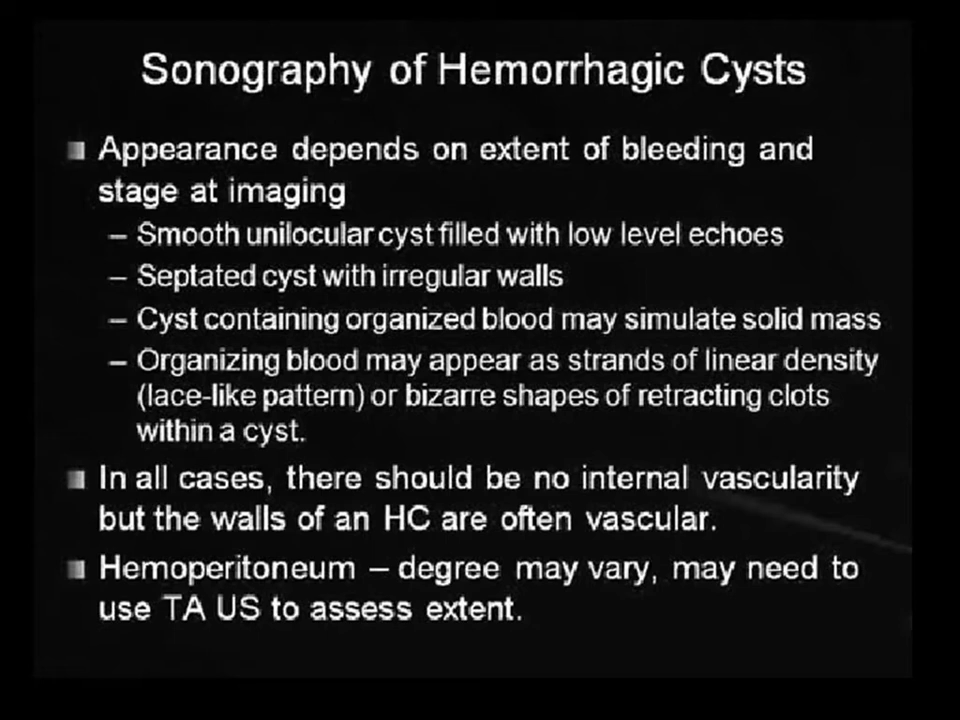 Sonography of Hemorrhagic Cysts
Appearance depends on extent of bleeding and
stage at imaging
– Smooth unilocular cyst filled with low level echoes
– Septated cyst with irregular walls
– Cyst containing organized blood may simulate solid mass
– Organizing blood may appear as strands of linear density
(lace-like pattern) or bizarre shapes of retracting clots
within a cyst.
In all cases, there should be no internal vascularity
but the walls of an HC are often vascular.
Hemoperitoneum – degree may vary, may need to
use TA US to assess extent.